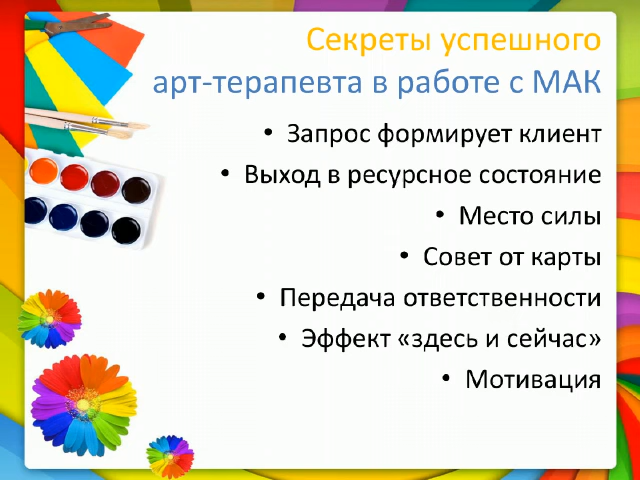 Секреты успешного
арт-терапевта в работе с МАК
• Запрос формирует клиент
• Выход в ресурсное состояние
• Место силы
• Совет от карты
• Передача ответственности
• Эффект «здесь и сейчас»
• Мотивация